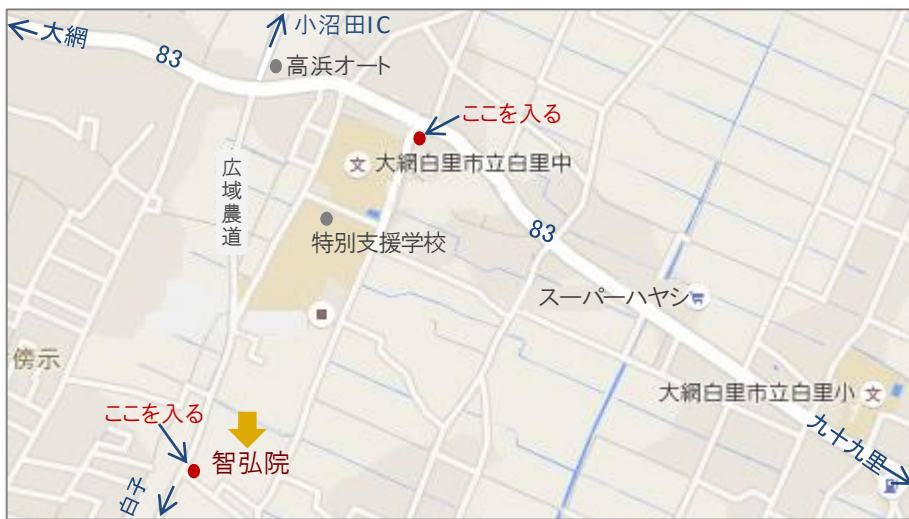 大網
小沼田IC
83
高浜オート
ここを入る
文 大網白里市立白里中
広域農道
特別支援学校
83
スーパーハヤシ
傍示
大網白里市立白里小 文
ここを入る
智弘院
九十九里
白子